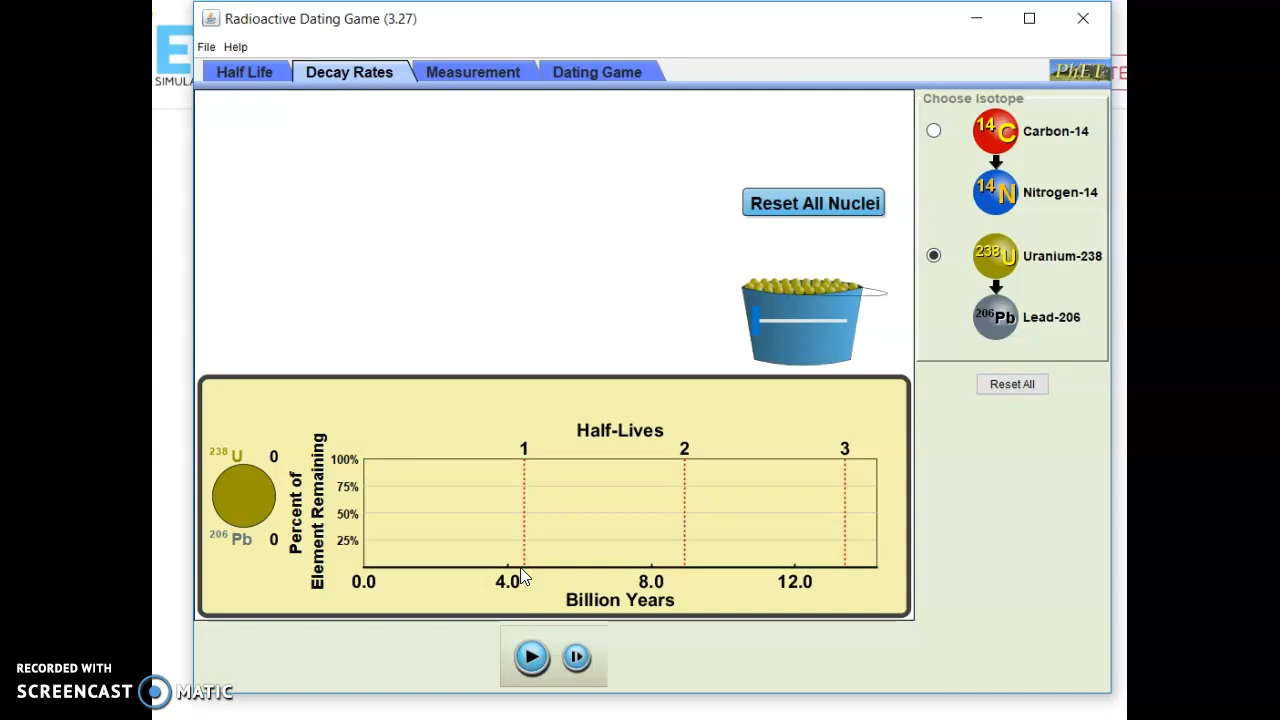 Radioactive Dating Game (3.27)
File Help
Half Life Decay Rates Measurement Dating Game
PhET
E
SIMULA
TE
Choose Isotope
14 C Carbon-14
14 N Nitrogen-14
238 U Uranium-238
206 Pb Lead-206
Reset All
Reset All Nuclei
Half-Lives
1 2 3
238 U 0
206 Pb 0
Percent of
Element Remaining
100%
75%
50%
25%
0.0 4.0 8.0 12.0
Billion Years
RECORDED WITH
SCREENCAST MATIC